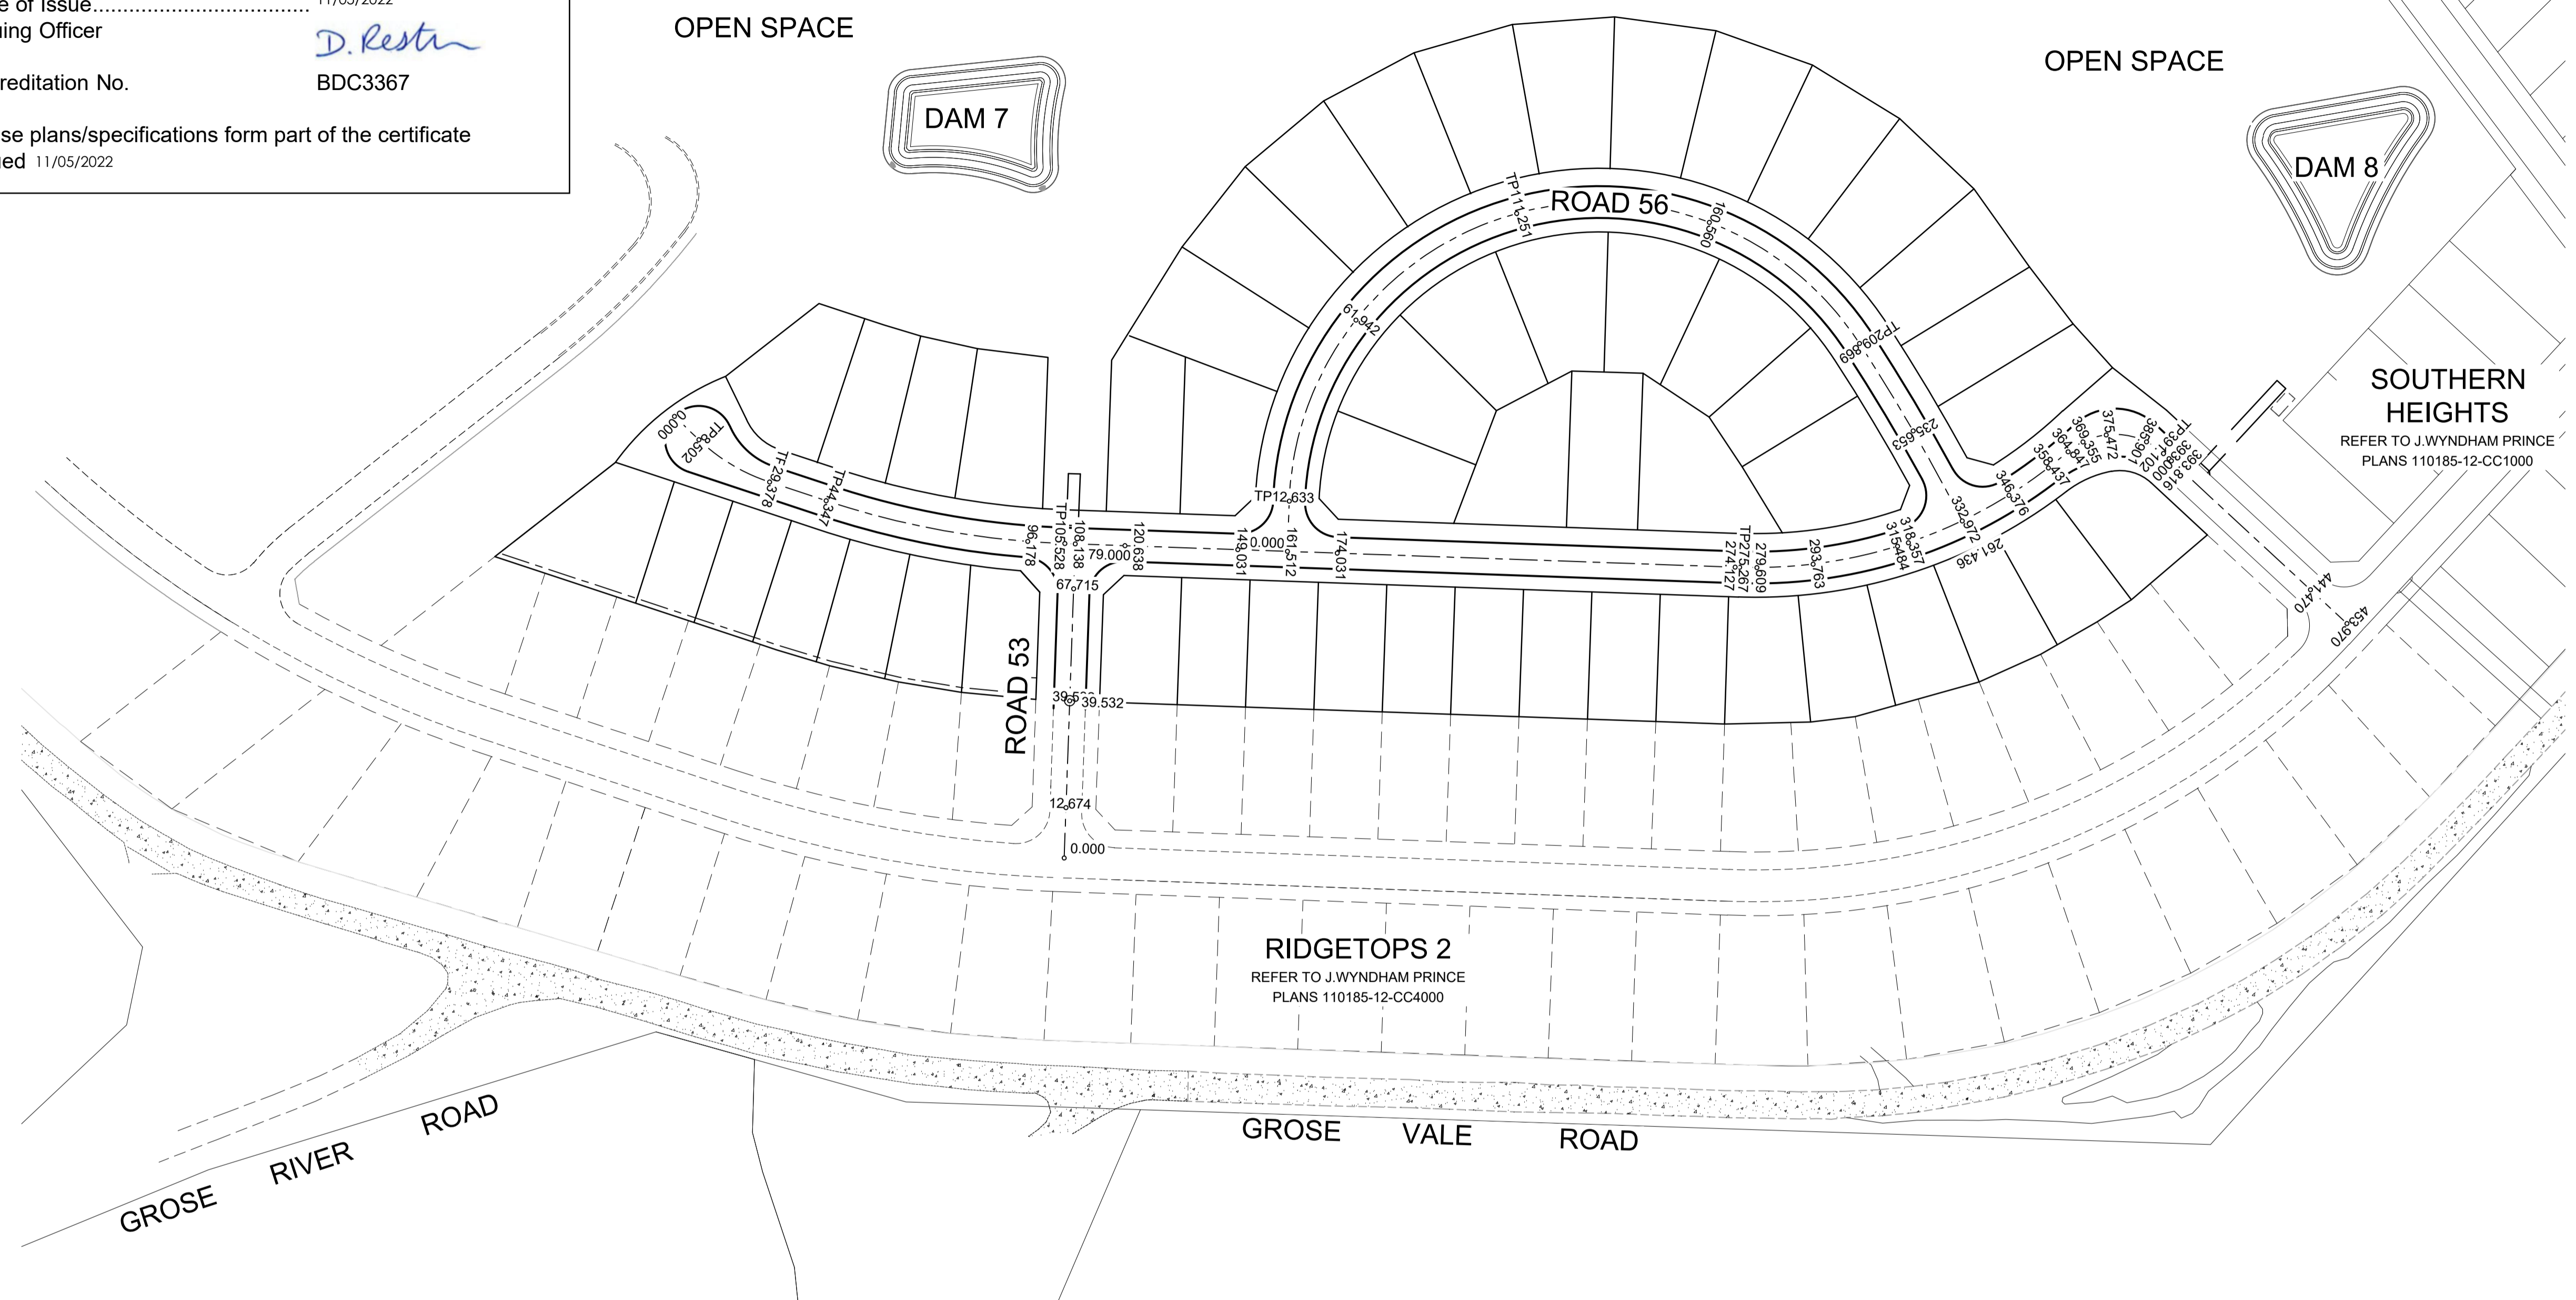 e of Issue.................................... 11/05/2022
ing Officer
D. Rest
reditation No. BDC3367
se plans/specifications form part of the certificate
ed 11/05/2022
OPEN SPACE
OPEN SPACE
DAM 7
DAM 8
ROAD 56
TP111.251
160.560
61.942
TP209.869
235.653
TP12.633
0.000
TP8.502
TP44.347
96.178
TP105.528
108.138
79.000
120.638
149.031
0.000
161.512
174.031
67.715
274.127
TP275.267
279.609
293.763
315.484
318.357
332.972
261.436
346.376
358.437
364.847
369.355
375.472
385.901
TP391.102
393.000
393.816
441.470
453.970
SOUTHERN
HEIGHTS
REFER TO J.WYNDHAM PRINCE
PLANS 110185-12-CC1000
ROAD 53
39.532
12.674
0.000
RIDGETOPS 2
REFER TO J.WYNDHAM PRINCE
PLANS 110185-12-CC4000
GROSE VALE ROAD
GROSE RIVER ROAD